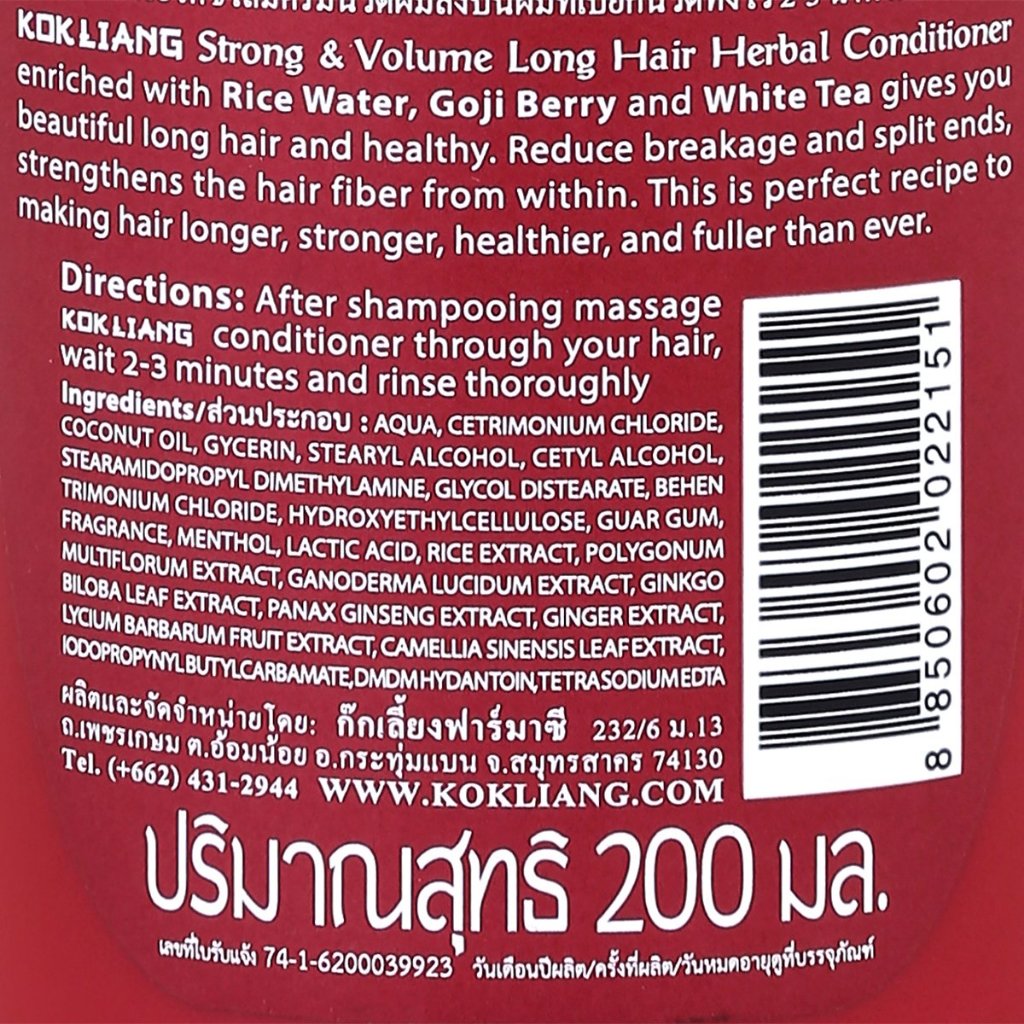 KOKLIANG Strong & Volume Long Hair Herbal Conditioner
enriched with Rice Water, Goji Berry and White Tea gives you
beautiful long hair and healthy. Reduce breakage and split ends,
strengthens the hair fiber from within. This is perfect recipe to
making hair longer, stronger, healthier, and fuller than ever.
Directions: After shampooing massage
KOKLIANG conditioner through your hair,
wait 2-3 minutes and rinse thoroughly
Ingredients/ส่วนประกอบ : AQUA, CETRIMONIUM CHLORIDE,
COCONUT OIL, GLYCERIN, STEARYL ALCOHOL, CETYL ALCOHOL,
STEARAMIDOPROPYL DIMETHYLAMINE, GLYCOL DISTEARATE, BEHEN
TRIMONIUM CHLORIDE, HYDROXYETHYLCELLULOSE, GUAR GUM,
FRAGRANCE, MENTHOL, LACTIC ACID, RICE EXTRACT, POLYGONUM
MULTIFLORUM EXTRACT, GANODERMA LUCIDUM EXTRACT, GINKGO
BILOBA LEAF EXTRACT, PANAX GINSENG EXTRACT, GINGER EXTRACT,
LYCIUM BARBARUM FRUIT EXTRACT, CAMELLIA SINENSIS LEAF EXTRACT,
IODOPROPYNYL BUTYLCARBAMATE, DMDM HYDANTOIN, TETRASODIUM EDTA
ผลิตและจัดจำหน่ายโดย: ก๊กเลี้ยงฟาร์มาซี 232/6 ม.13
ถ.เพชรเกษม ต.อ้อมน้อย อ.กระทุ่มแบน จ.สมุทรสาคร 74130
Tel. (+662) 431-2944 WWW.KOKLIANG.COM
8 850602 022151
ปริมาณสุทธิ 200 มล.
เลขที่ใบรับแจ้ง 74-1-6200039923 วันเดือนปีผลิต/ครั้งที่ผลิต/วันหมดอายุดูที่บรรจุภัณฑ์